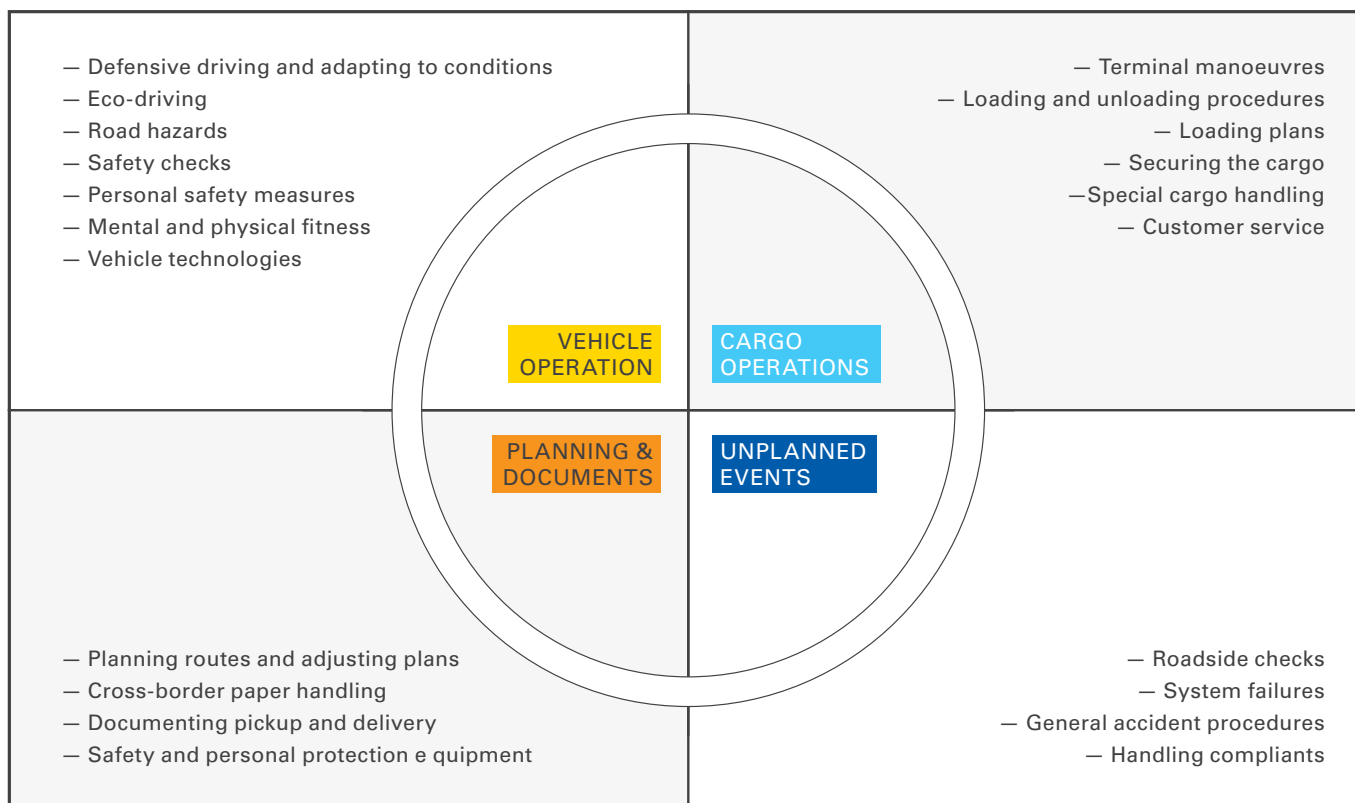 — Defensive driving and adapting to conditions
— Eco-driving
— Road hazards
— Safety checks
— Personal safety measures
— Mental and physical fitness
— Vehicle technologies
— Terminal manoeuvres
— Loading and unloading procedures
— Loading plans
— Securing the cargo
—Special cargo handling
— Customer service
VEHICLE
OPERATION
CARGO
OPERATIONS
PLANNING &
DOCUMENTS
UNPLANNED
EVENTS
— Planning routes and adjusting plans
— Cross-border paper handling
— Documenting pickup and delivery
— Safety and personal protection e quipment
— Roadside checks
— System failures
— General accident procedures
— Handling compliants